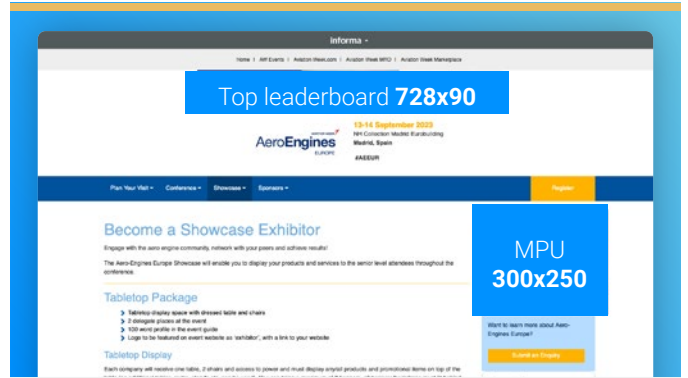 informa
Home | AW Events | Aviation Week.com | Aviation Week MRO | Aviation Week Marketplace
Top leaderboard 728x90
13-14 September 2023
NH Collection Madrid Eurobuilding
Madrid, Spain
#AEEUR
AeroEngines
EUROPE
Plan Your Visit Conference Showcase Sponsors Register
Become a Showcase Exhibitor
Engage with the aero engine community, network with your peers and achieve results!
The Aero-Engines Europe Showcase will enable you to display your products and services to the senior level attendees throughout the
conference.
MPU
300x250
Tabletop Package
Tabletop display space with dressed table and chairs
2 delegate places at the event
100 word profile in the event guide
Logo to be featured on event website as 'exhibitor', with a link to your website
Want to learn more about Aero-
Engines Europe?
Submit an Enquiry
Tabletop Display
Each company will receive one table, 2 chairs and access to power and must display any/all products and promotional items on top of the